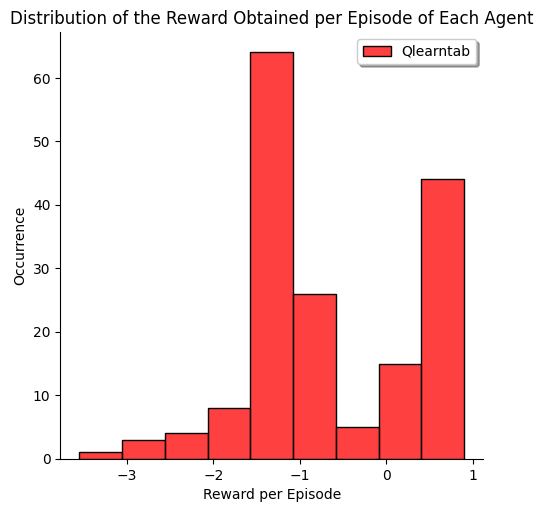 Distribution of the Reward Obtained per Episode of Each Agent
Qlearntab
60
50
40
30
20
10
0
Occurrence
−3 −2 −1 0 1
Reward per Episode